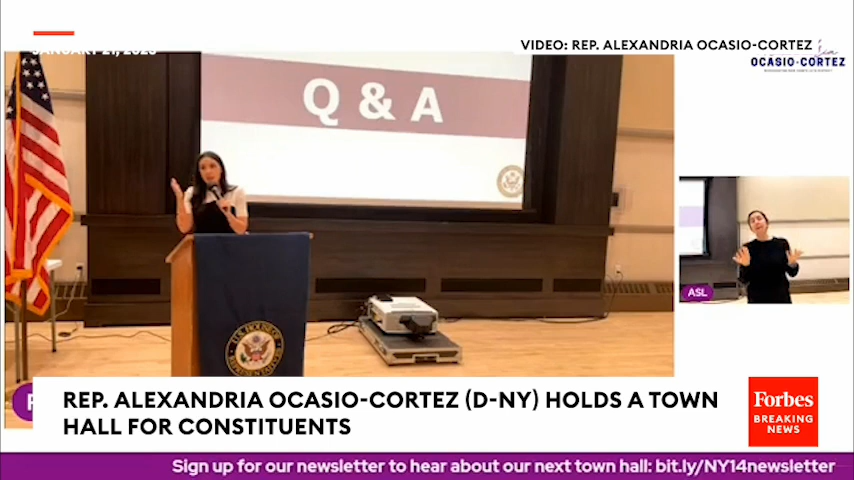 VIDEO: REP. ALEXANDRIA OCASIO-CORTEZ
OCASIO-CORTEZ
Q & A
ASL
REP. ALEXANDRIA OCASIO-CORTEZ (D-NY) HOLDS A TOWN
HALL FOR CONSTITUENTS
Forbes
BREAKING
NEWS
Sign up for our newsletter to hear about our next town hall: bit.ly/NY14newsletter